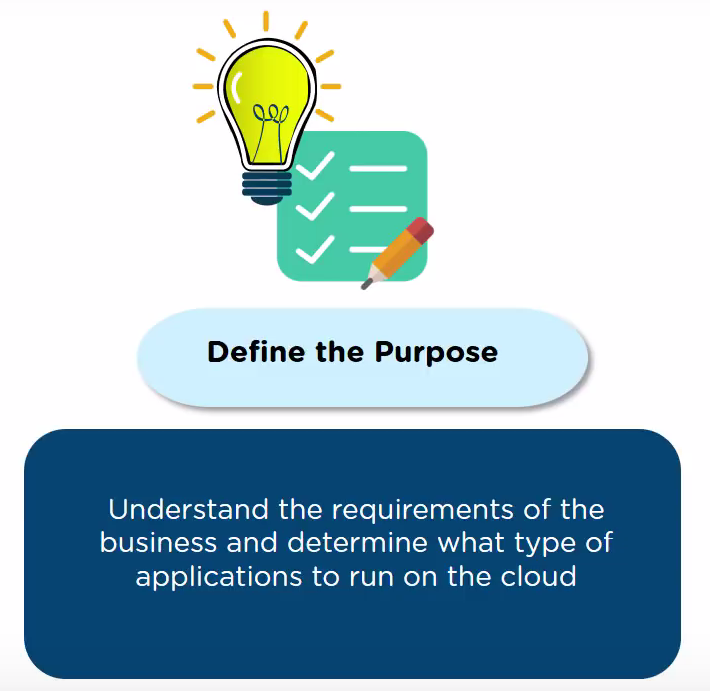 Define the Purpose
Understand the requirements of the
business and determine what type of
applications to run on the cloud